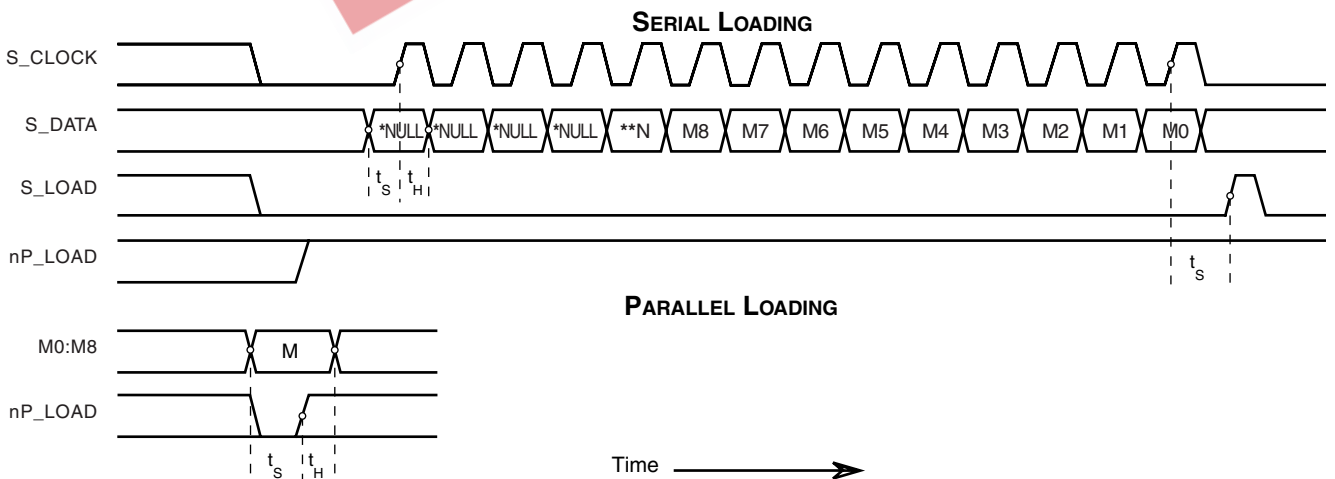 SERIAL LOADING
S_CLOCK
S_DATA *NULL *NULL *NULL *NULL **N M8 M7 M6 M5 M4 M3 M2 M1 M0
tS tH
S_LOAD
nP_LOAD
tS
PARALLEL LOADING
M0:M8 M
nP_LOAD
tS tH
Time